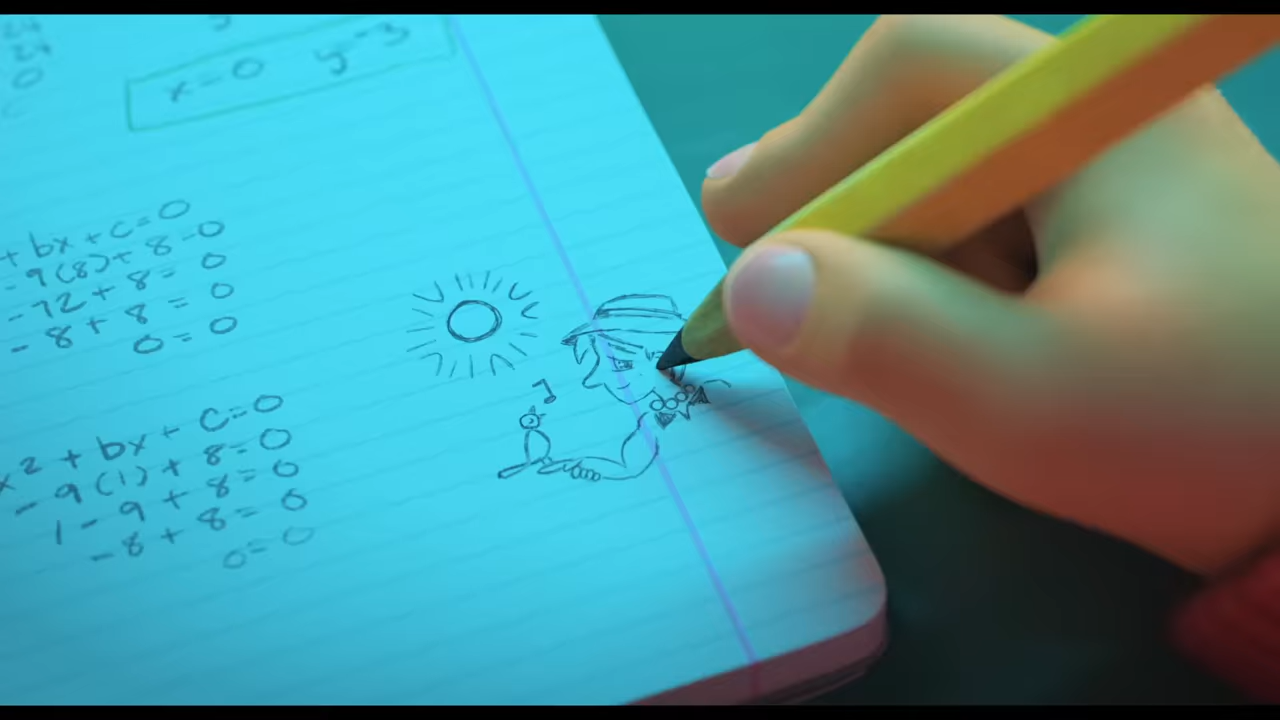 x=0 y=3
+ bx + c=0
-9(8)+8=0
-72+8=0
-8+8=0
0=0
x2 + bx + c=0
-9(1)+8=0
1-9+8=0
-8+8=0
0=0